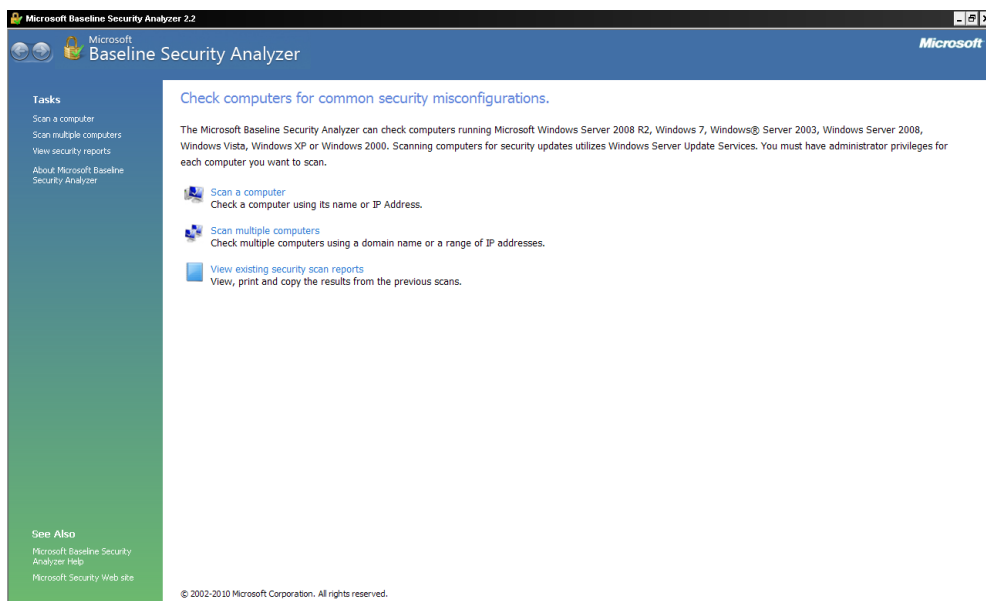 Microsoft Baseline Security Analyzer 2.2
Microsoft
Baseline Security Analyzer
Microsoft
Tasks
Scan a computer
Scan multiple computers
View security reports
About Microsoft Baseline
Security Analyzer
Check computers for common security misconfigurations.
The Microsoft Baseline Security Analyzer can check computers running Microsoft Windows Server 2008 R2, Windows 7, Windows® Server 2003, Windows Server 2008,
Windows Vista, Windows XP or Windows 2000. Scanning computers for security updates utilizes Windows Server Update Services. You must have administrator privileges for
each computer you want to scan.
Scan a computer
Check a computer using its name or IP Address.
Scan multiple computers
Check multiple computers using a domain name or a range of IP addresses.
View existing security scan reports
View, print and copy the results from the previous scans.
See Also
Microsoft Baseline Security
Analyzer Help
Microsoft Security Web site
© 2002-2010 Microsoft Corporation. All rights reserved.